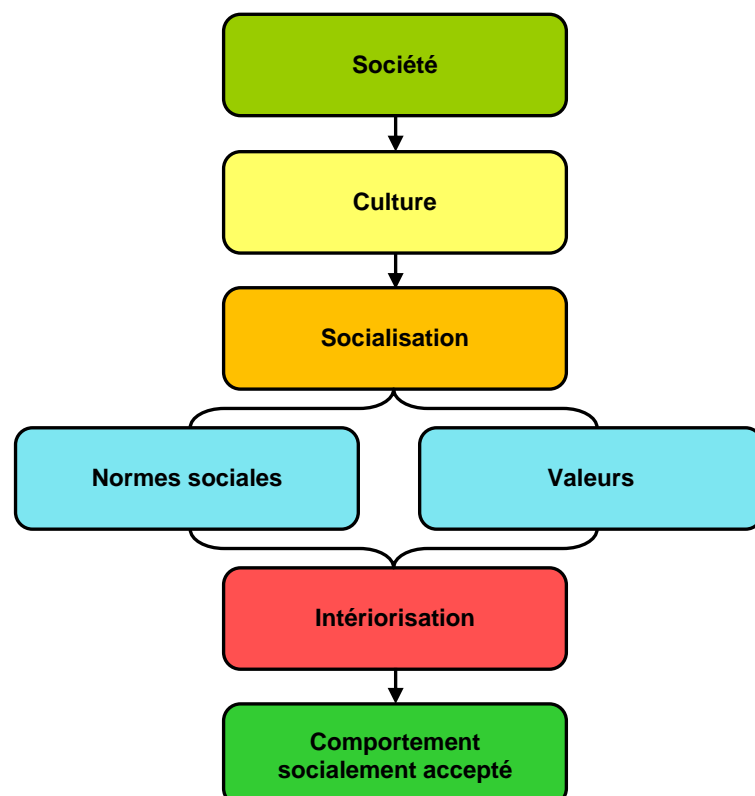 Société
Culture
Socialisation
Normes sociales
Valeurs
Intériorisation
Comportement
socialement accepté